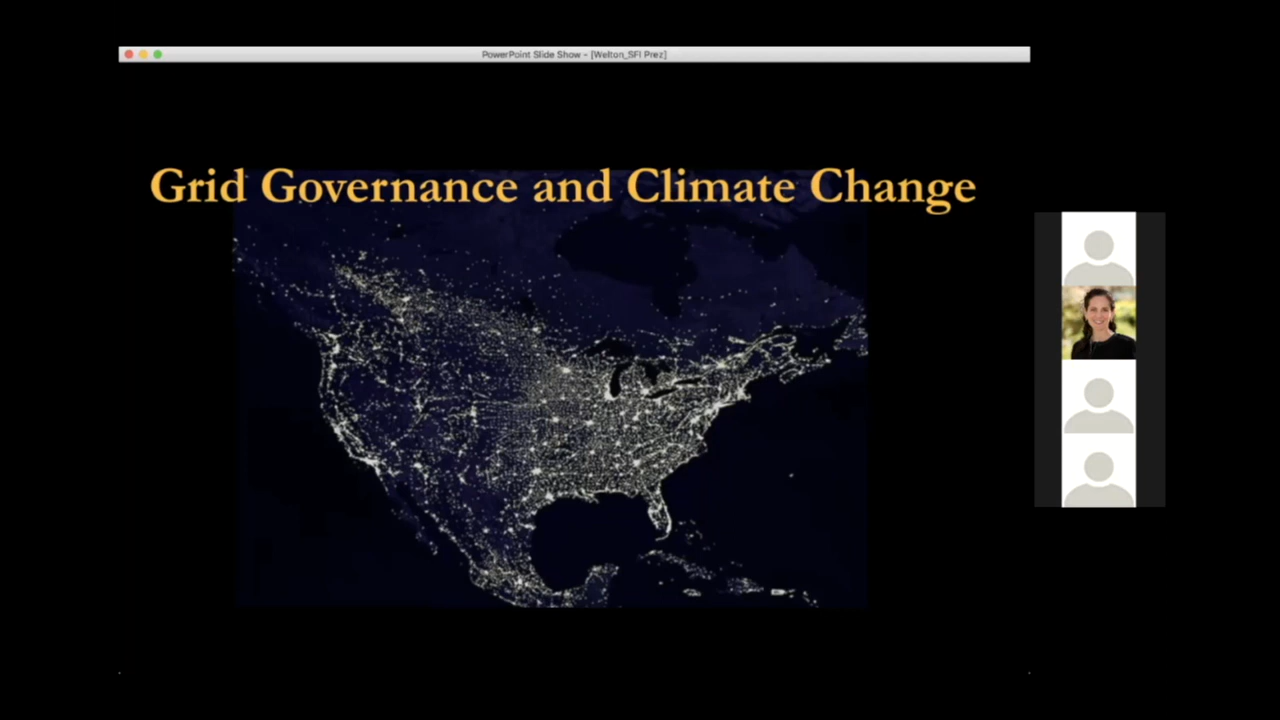 PowerPoint Slide Show - [Welton_SFI Prez]
Grid Governance and Climate Change